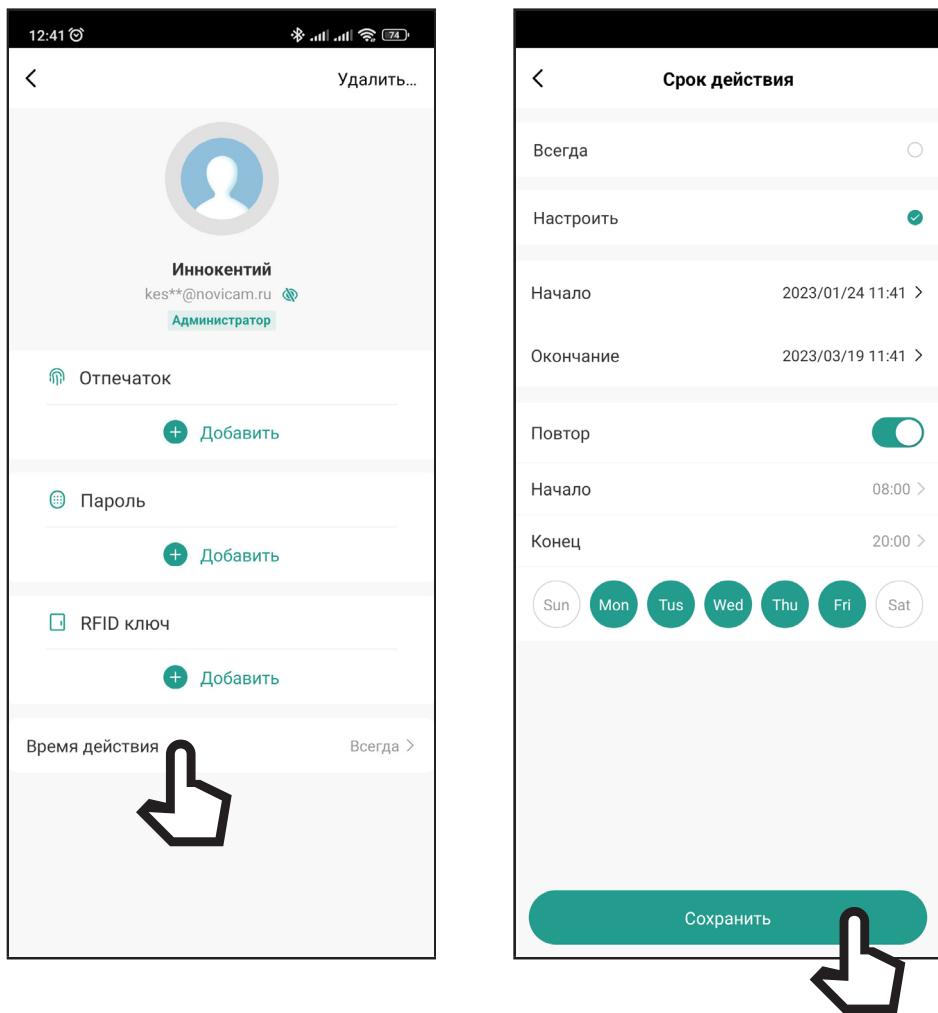 12:41
74
Удалить...
Иннокентий
kes**@novicam.ru
Администратор
Отпечаток
Добавить
Пароль
Добавить
RFID ключ
Добавить
Время действия Всегда
Срок действия
Всегда
Настроить
Начало 2023/01/24 11:41
Окончание 2023/03/19 11:41
Повтор
Начало 08:00
Конец 20:00
Sun Mon Tus Wed Thu Fri Sat
Сохранить